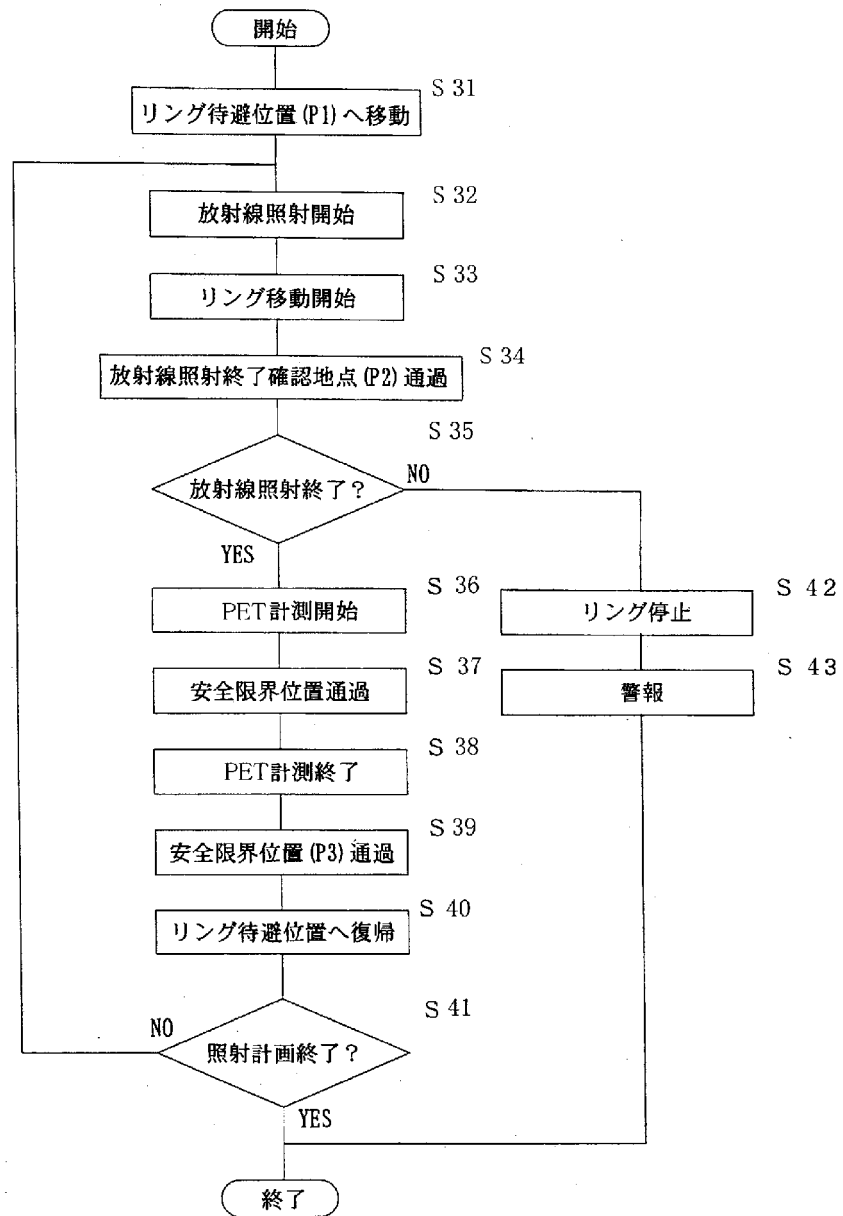 開始
S 31
リング待避位置(P1)へ移動
S 32
放射線照射開始
S 33
リング移動開始
S 34
放射線照射終了確認地点(P2)通過
S 35
放射線照射終了？
NO
YES
S 36
PET計測開始
S 42
リング停止
S 37
安全限界位置通過
S 43
警報
S 38
PET計測終了
S 39
安全限界位置(P3)通過
S 40
リング待避位置へ復帰
S 41
NO
照射計画終了？
YES
終了